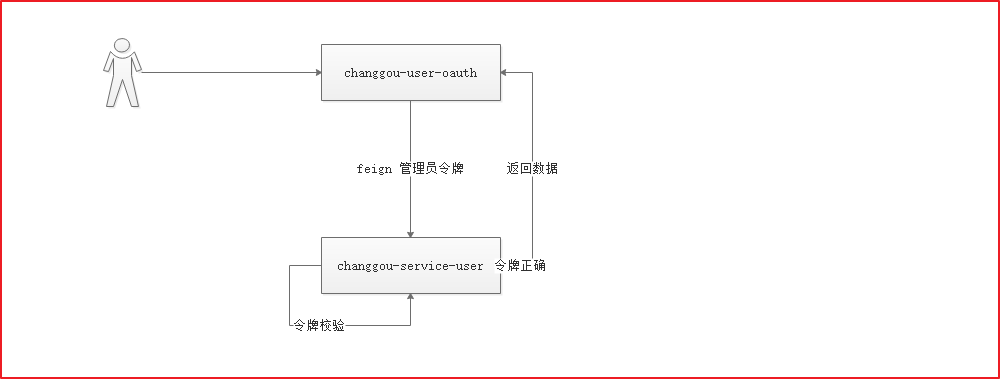 changgou-user-oauth
feign 管理员令牌
返回数据
changgou-service-user
令牌正确
令牌校验